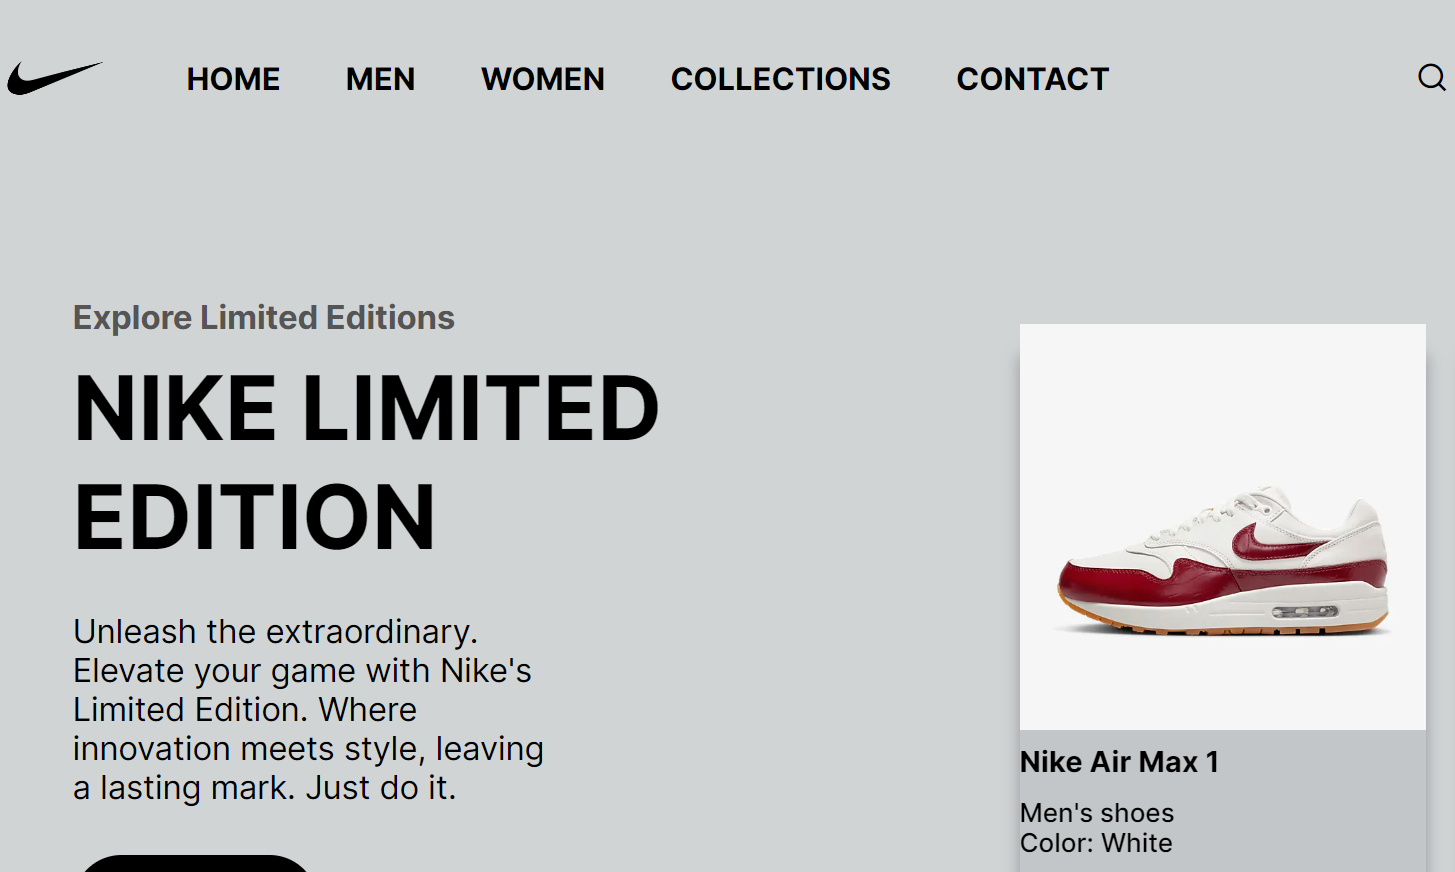 HOME MEN WOMEN COLLECTIONS CONTACT
Explore Limited Editions
NIKE LIMITED
EDITION
Unleash the extraordinary.
Elevate your game with Nike's
Limited Edition. Where
innovation meets style, leaving
a lasting mark. Just do it.
Nike Air Max 1
Men's shoes
Color: White